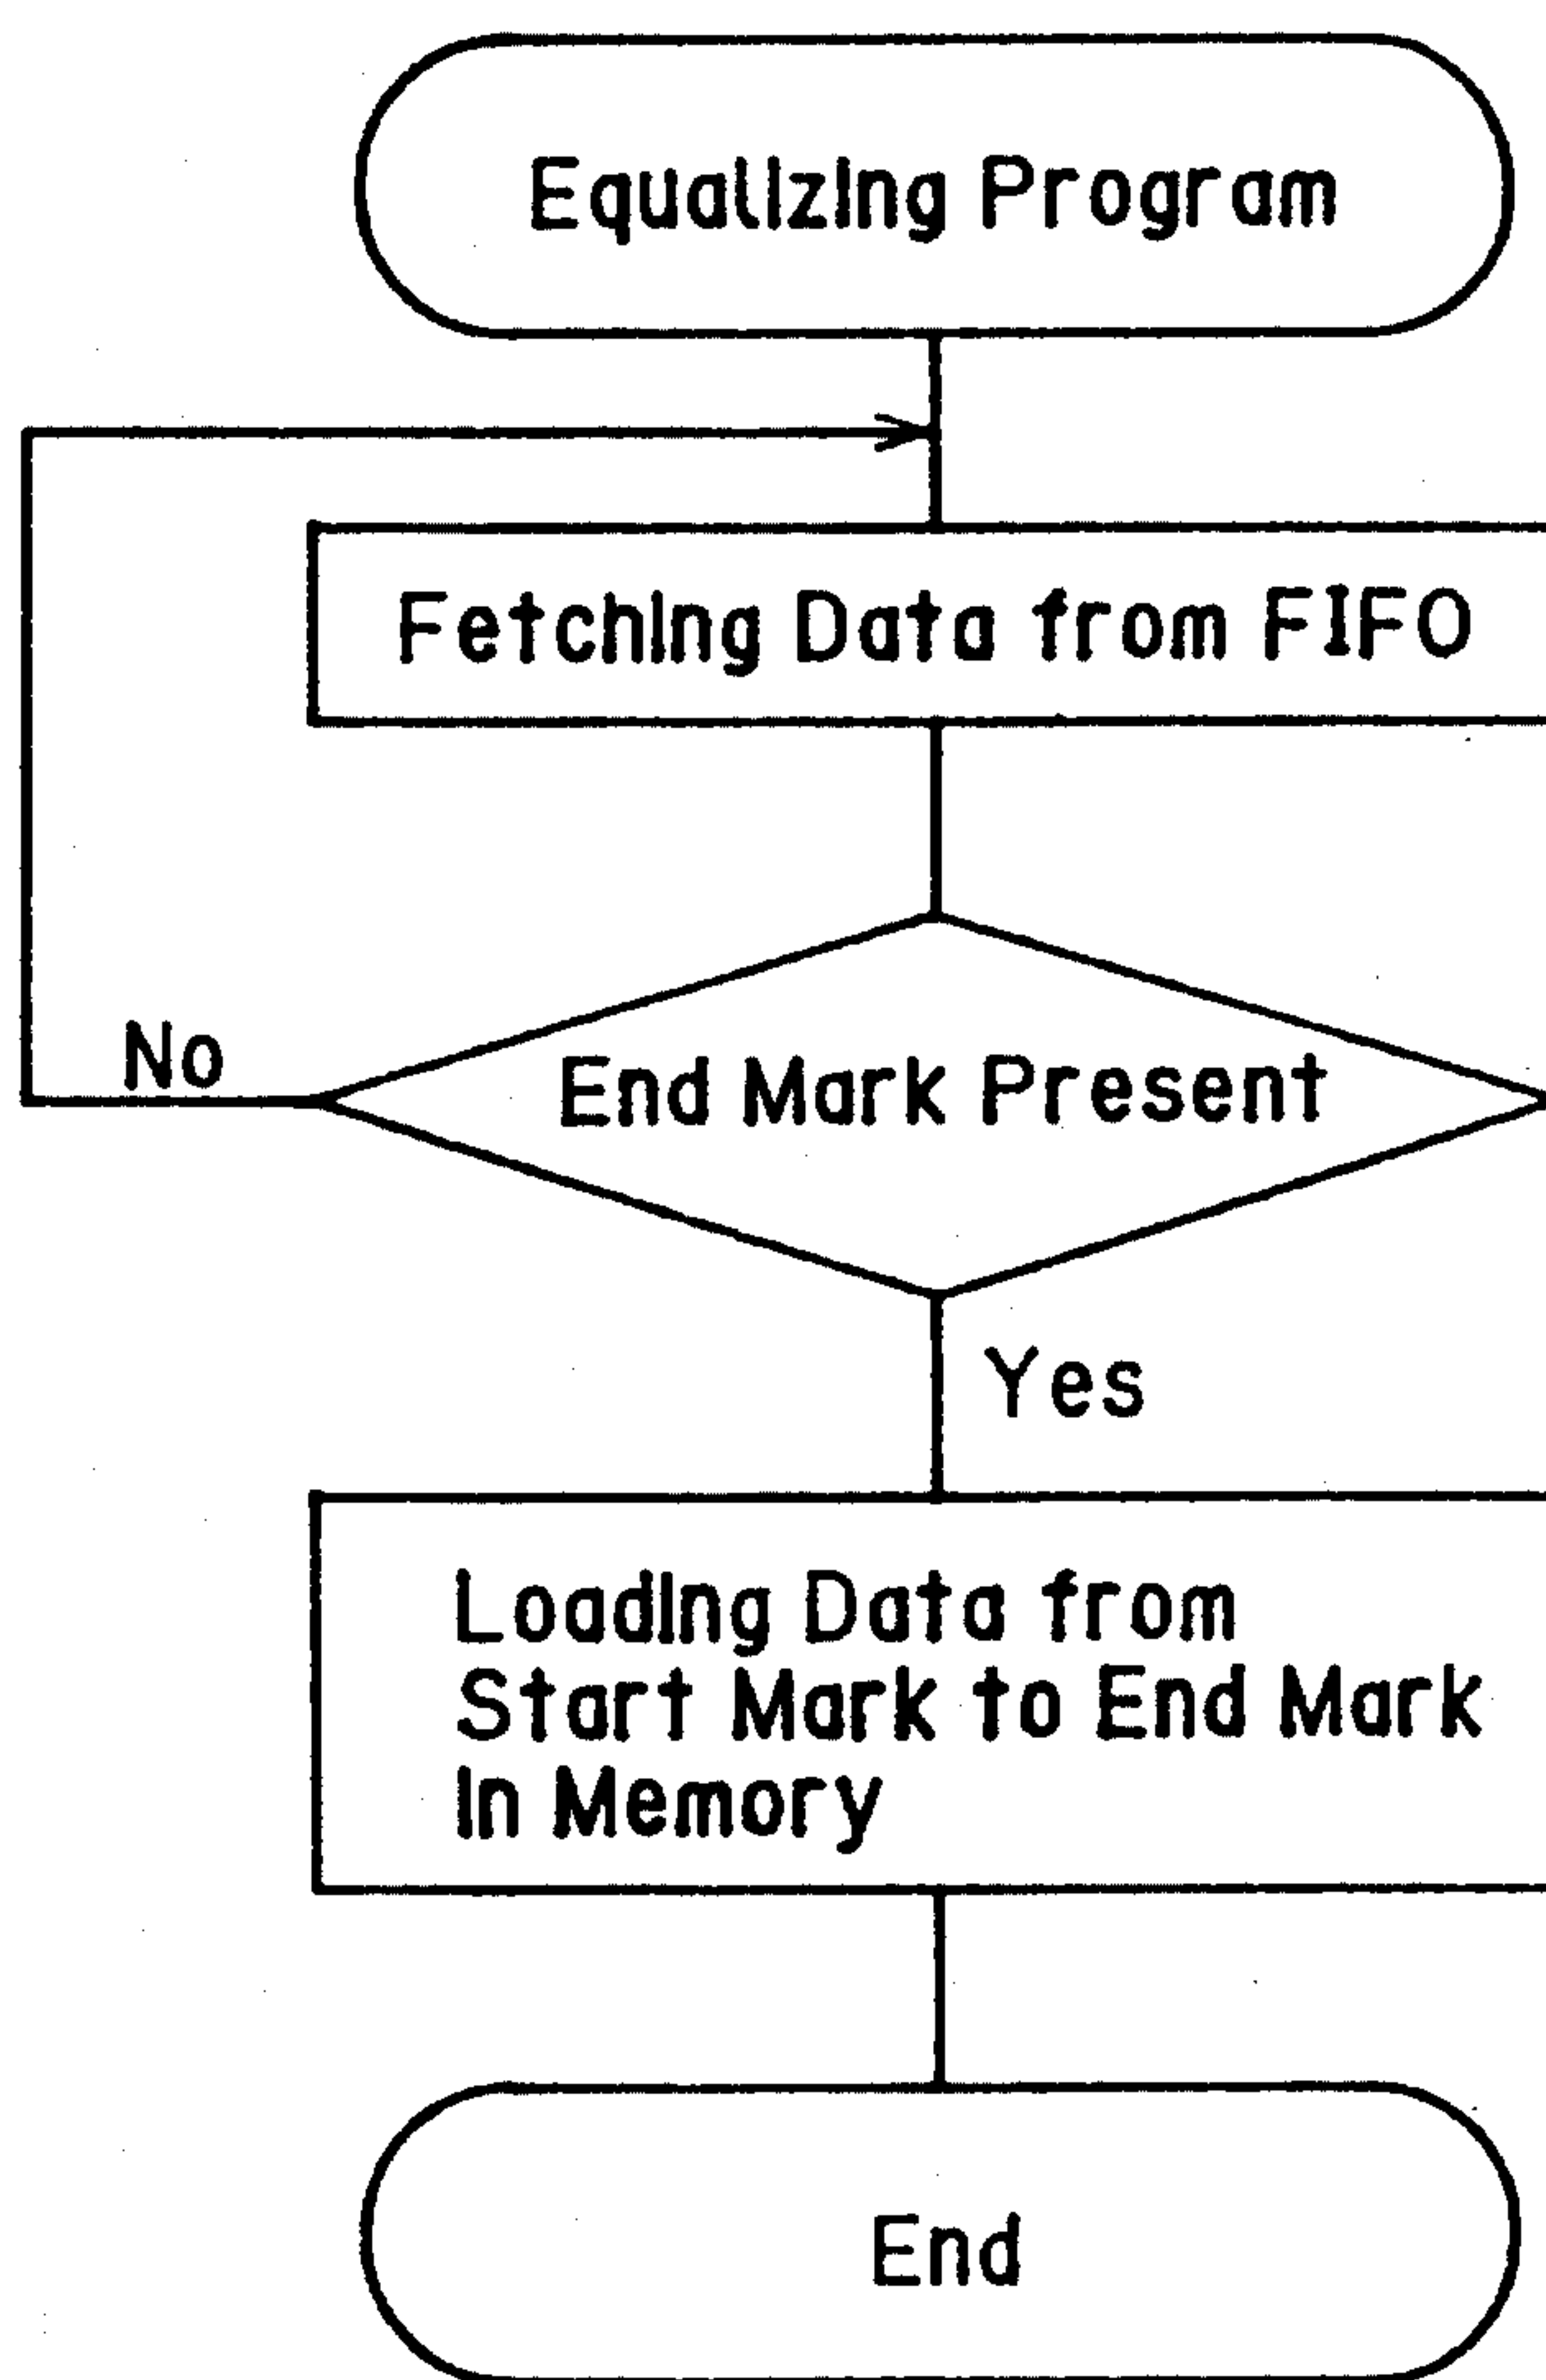 Equalizing Program
Fetching Data from FIFO
No
End Mark Present
Yes
Loading Data from
Start Mark to End Mark
in Memory
End